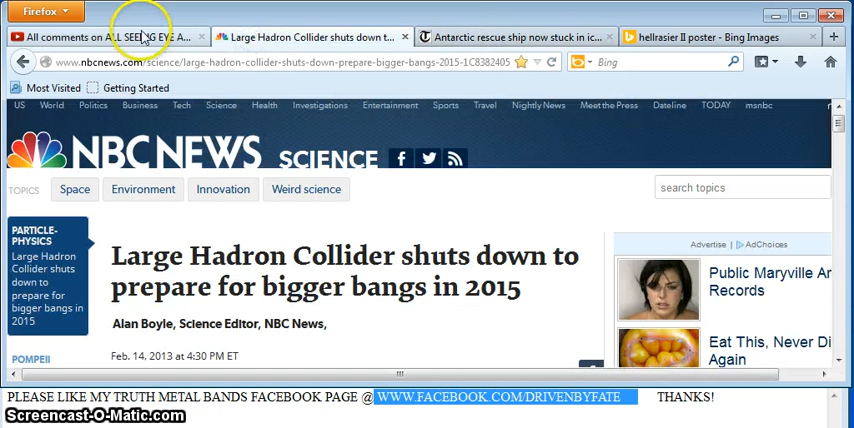 Firefox
All comments on ALL SEEING EYE A...
Large Hadron Collider shuts down t...
Antarctic rescue ship now stuck in ic...
hellrasier II poster - Bing Images
www.nbcnews.com/science/large-hadron-collider-shuts-down-prepare-bigger-bangs-2015-1C8382405
Bing
Most Visited
Getting Started
US World Politics Business Tech Science Health Investigations Entertainment Sports Travel Nightly News Meet the Press Dateline TODAY msnbc
NBC NEWS SCIENCE
TOPICS Space Environment Innovation Weird science
search topics
PARTICLE-
PHYSICS
Large Hadron
Collider shuts
down to
prepare for
bigger bangs in
2015
POMPEII
Large Hadron Collider shuts down to
prepare for bigger bangs in 2015
Alan Boyle, Science Editor, NBC News,
Feb. 14, 2013 at 4:30 PM ET
Advertise | AdChoices
Public Maryville Ar
Records
Eat This, Never Di
Again
PLEASE LIKE MY TRUTH METAL BANDS FACEBOOK PAGE @ WWW.FACEBOOK.COM/DRIVENBYFATE THANKS!
Screencast-O-Matic.com